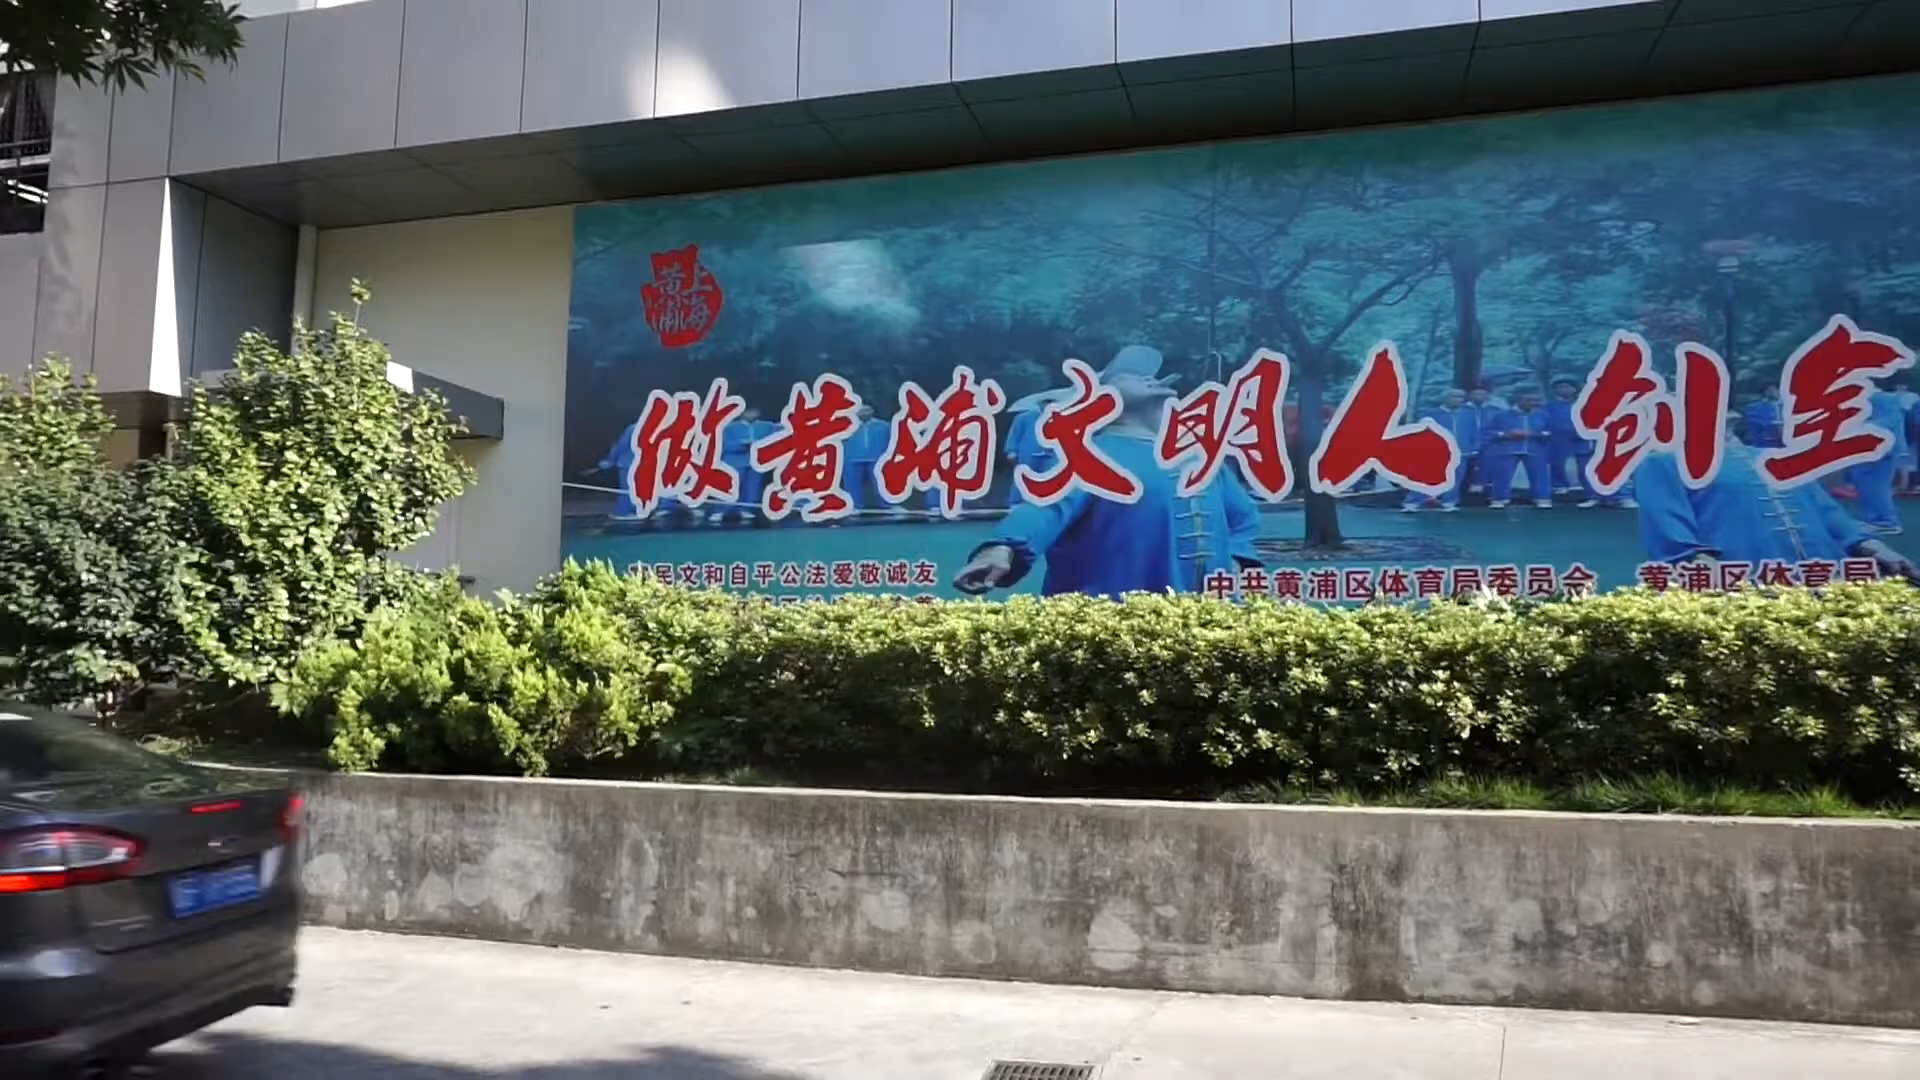 上海
黄浦
做黄浦文明人 创全
民文和自平公法爱敬诚友
中共黄浦区体育局委员会 黄浦区体育局